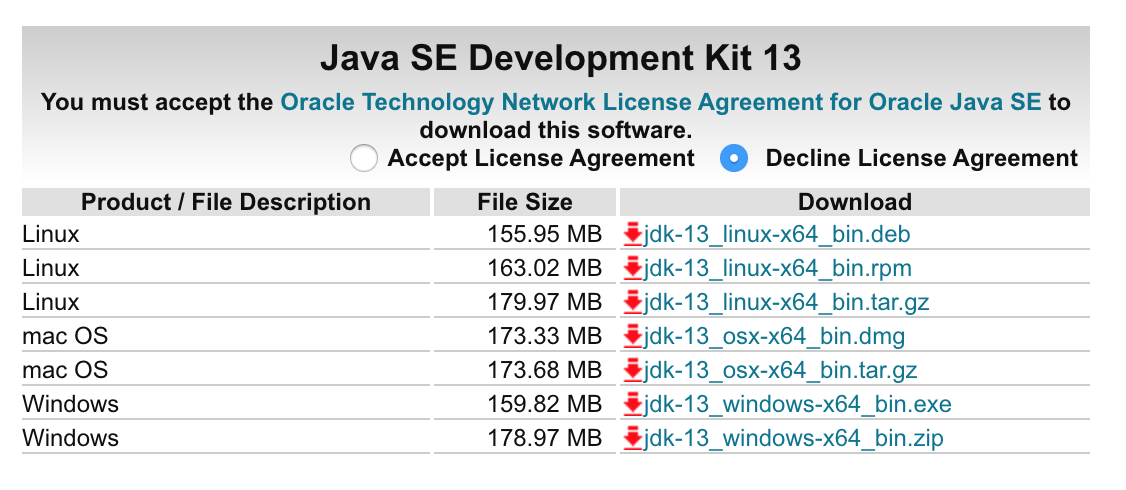 Java SE Development Kit 13
You must accept the Oracle Technology Network License Agreement for Oracle Java SE to
download this software.
Accept License Agreement Decline License Agreement
Product / File Description File Size Download
Linux 155.95 MB jdk-13_linux-x64_bin.deb
Linux 163.02 MB jdk-13_linux-x64_bin.rpm
Linux 179.97 MB jdk-13_linux-x64_bin.tar.gz
mac OS 173.33 MB jdk-13_osx-x64_bin.dmg
mac OS 173.68 MB jdk-13_osx-x64_bin.tar.gz
Windows 159.82 MB jdk-13_windows-x64_bin.exe
Windows 178.97 MB jdk-13_windows-x64_bin.zip